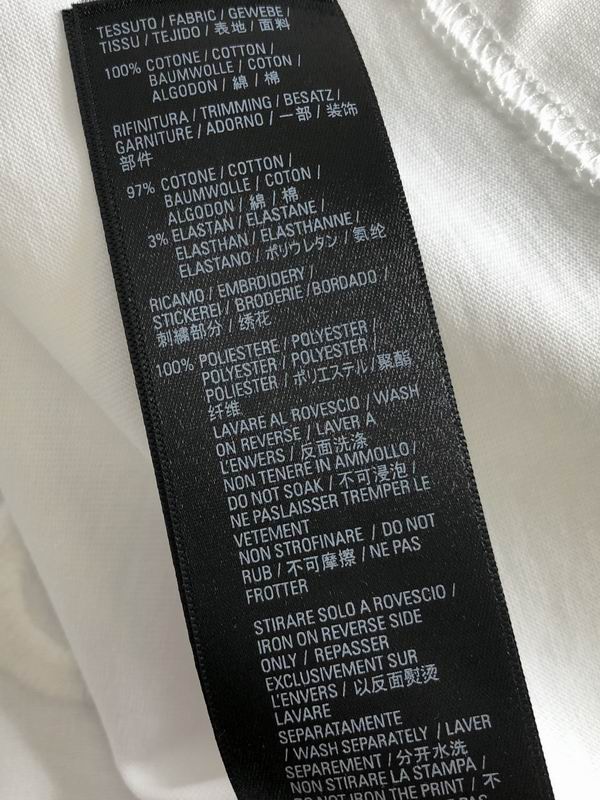 TESSUTO / FABRIC / GEWEBE /
TISSU / TEJIDO / 表地 / 面料
100% COTONE / COTTON /
BAUMWOLLE / COTON /
ALGODON / 綿 / 棉
RIFINITURA / TRIMMING / BESATZ /
GARNITURE / ADORNO / 一部 / 装饰
部件
97% COTONE / COTTON /
BAUMWOLLE / COTON /
ALGODON / 綿 / 棉
3% ELASTAN / ELASTANE /
ELASTHAN / ELASTHANNE /
ELASTANO / ポリウレタン / 氨纶
RICAMO / EMBRDIDERY /
STICKEREI / BRODERIE / BORDADO /
刺繍部分 / 绣花
100% POLIESTERE / POLYESTER /
POLYESTER / POLYESTER /
POLIESTER / ポリエステル / 聚酯
纤维
LAVARE AL ROVESCIO / WASH
ON REVERSE / LAVER À
L'ENVERS / 反面洗涤
NON TENERE IN AMMOLLO /
DO NOT SOAK / 不可浸泡 /
NE PASLAISSER TREMPER LE
VETEMENT
NON STROFINARE / DO NOT
RUB / 不可摩擦 / NE PAS
FROTTER
STIRARE SOLO A ROVESCIO /
IRON ON REVERSE SIDE
ONLY / REPASSER
EXCLUSIVEMENT SUR
L'ENVERS / 以反面熨烫
LAVARE
SEPARATAMENTE
/ WASH SEPARATELY / LAVER
SEPAREMENT / 分开水洗
NON STIRARE LA STAMPA /
DO NOT IRON THE PRINT / 不